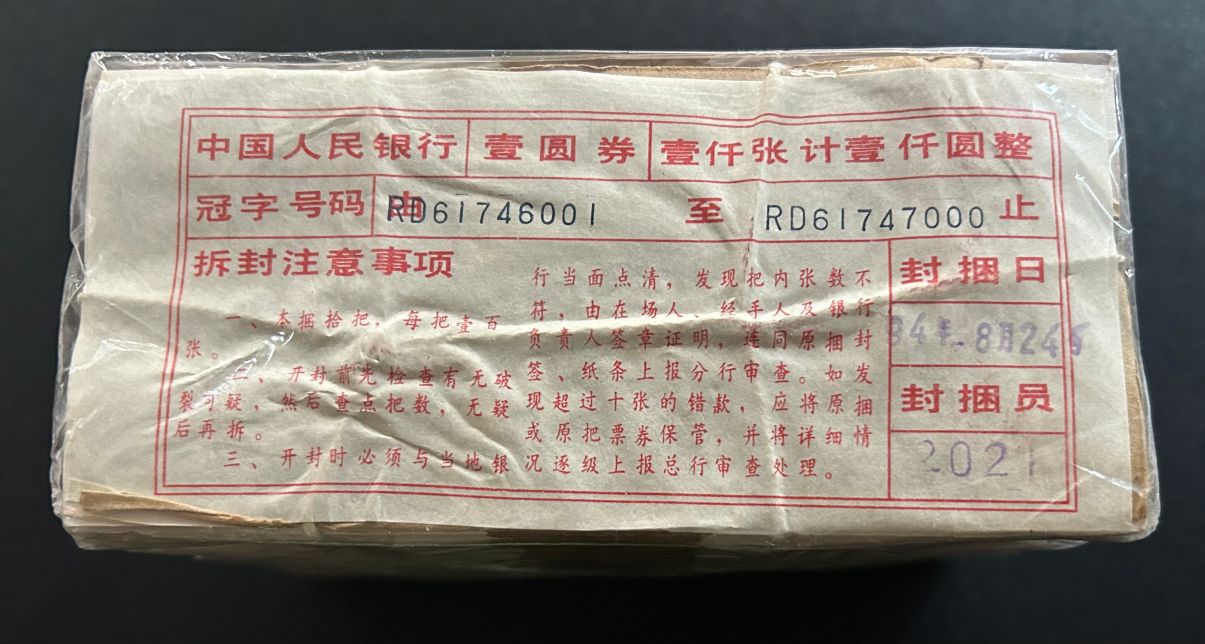 中国人民银行 壹圆券 壹仟张计壹仟圆整
冠字号码 由 RD61746001 至 RD61747000 止
拆封注意事项
一、本捆拾把，每把壹百
张。
二、开封前先检查有无破
裂可疑，然后查点把数，无疑
后再拆。
三、开封时必须与当地银
行当面点清，发现把内张数不
符，由在场人、经手人及银行
负责人签章证明，连同原捆封
签、纸条上报分行审查。如发
现超过十张的错款，应将原捆
或原把票券保管，并将详细情
况逐级上报总行审查处理。
封捆日
84年 8月24
封捆员
2021